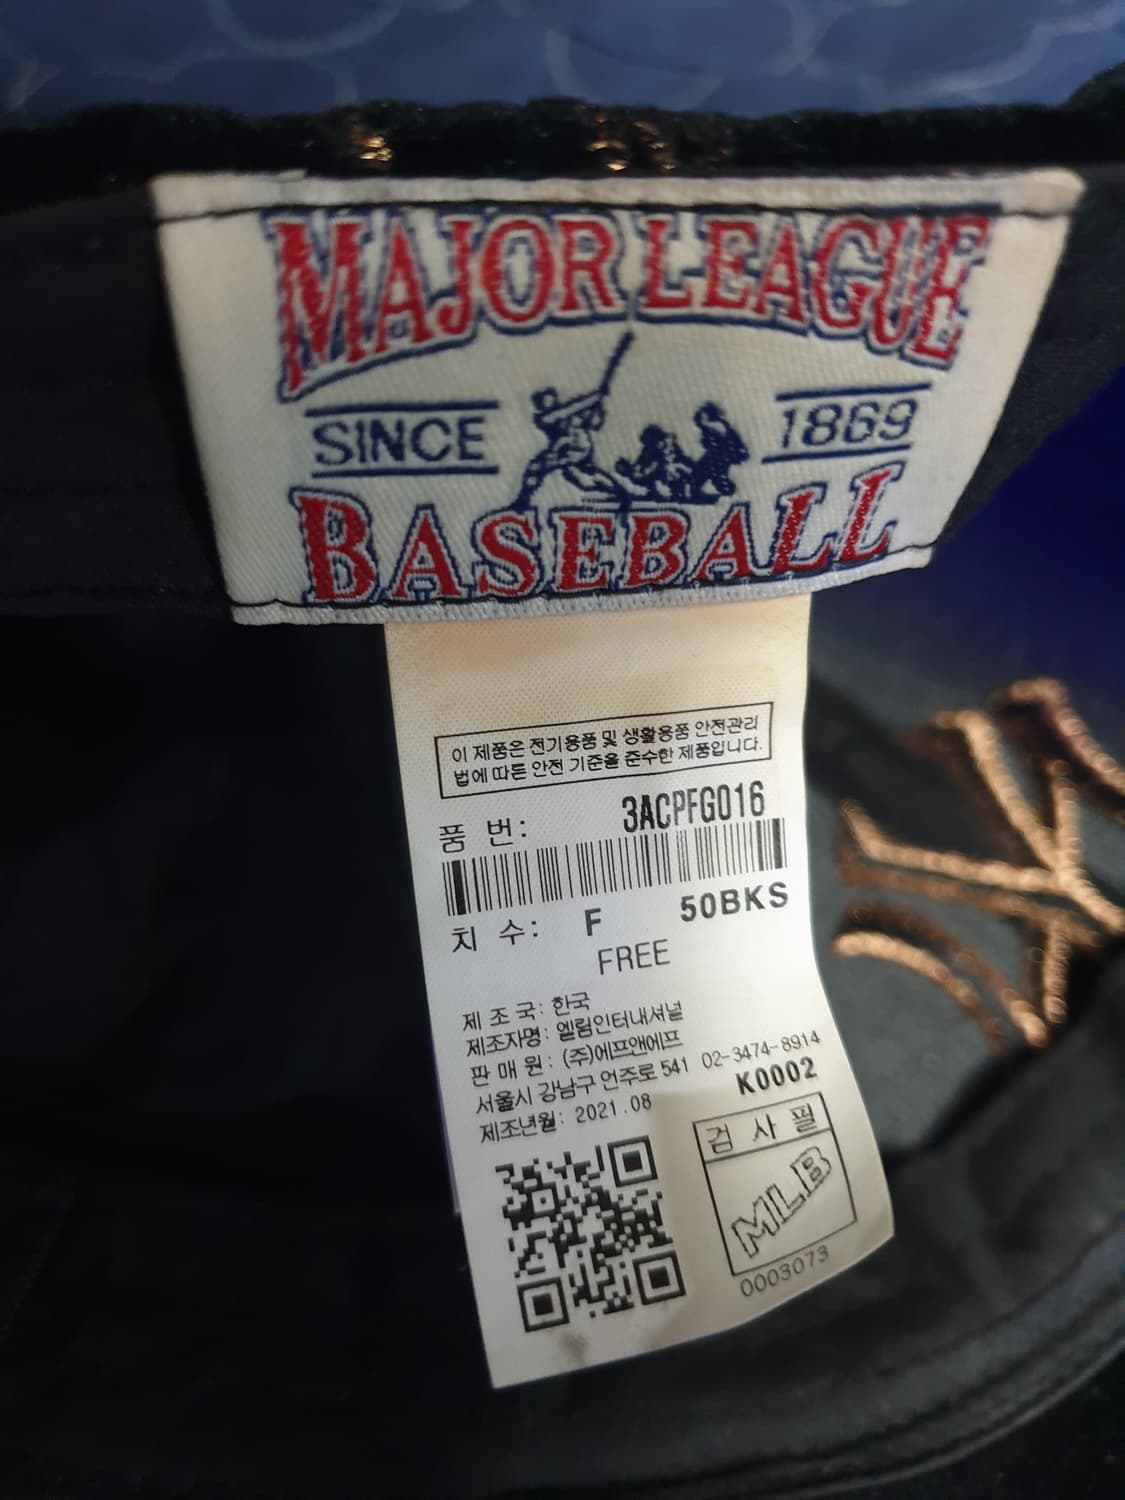 MAJOR LEAGUE
SINCE 1869
BASEBALL
이 제품은 전기용품 및 생활용품 안전관리
법에 따른 안전 기준을 준수한 제품입니다.
품 번: 3ACPFG016
치 수: F 50BKS
FREE
제 조 국: 한국
제조자명: 엘림인터내셔널
판 매 원: (주)에프앤에프
서울시 강남구 언주로 541 02-3474-8914
제조년월: 2021.08 K0002
검 사 필
MLB
0003073